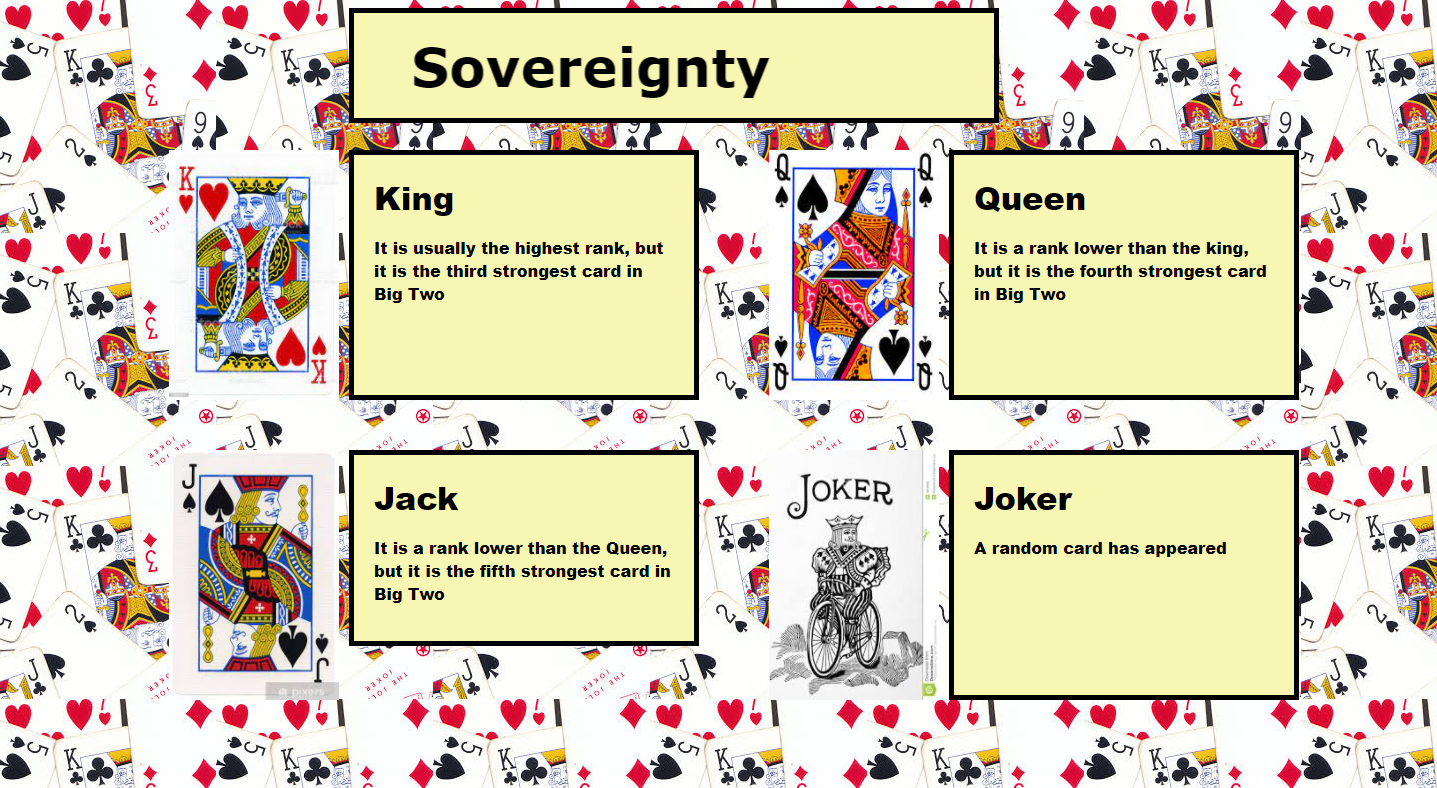 Sovereignty
King
It is usually the highest rank, but
it is the third strongest card in
Big Two
Queen
It is a rank lower than the king,
but it is the fourth strongest card
in Big Two
Jack
It is a rank lower than the Queen,
but it is the fifth strongest card in
Big Two
JOKER
Joker
A random card has appeared
K
K
Q
Q
Q
Q
J
J
pixers
THE JOKER